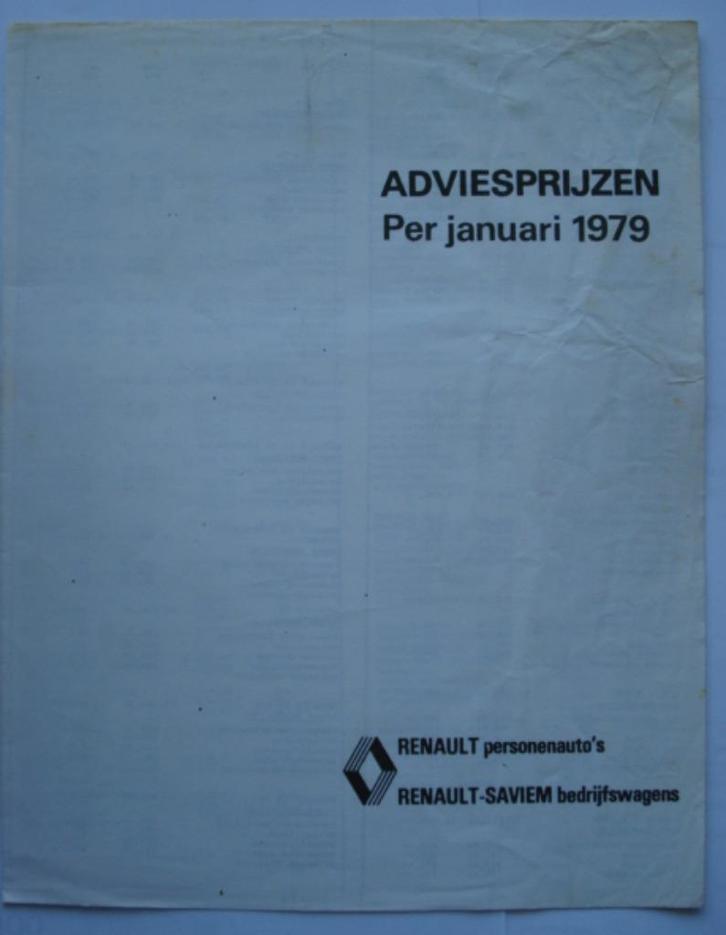 ADVIESPRIJZEN
Per januari 1979
RENAULT personenauto's
RENAULT-SAVIEM bedrijfswagens